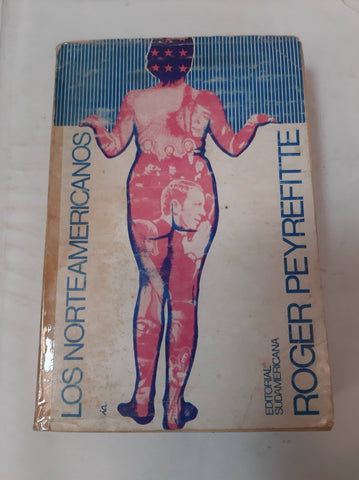 LOS NORTEAMERICANOS
EDITORIAL
SUDAMERICANA
ROGER PEYREFITTE